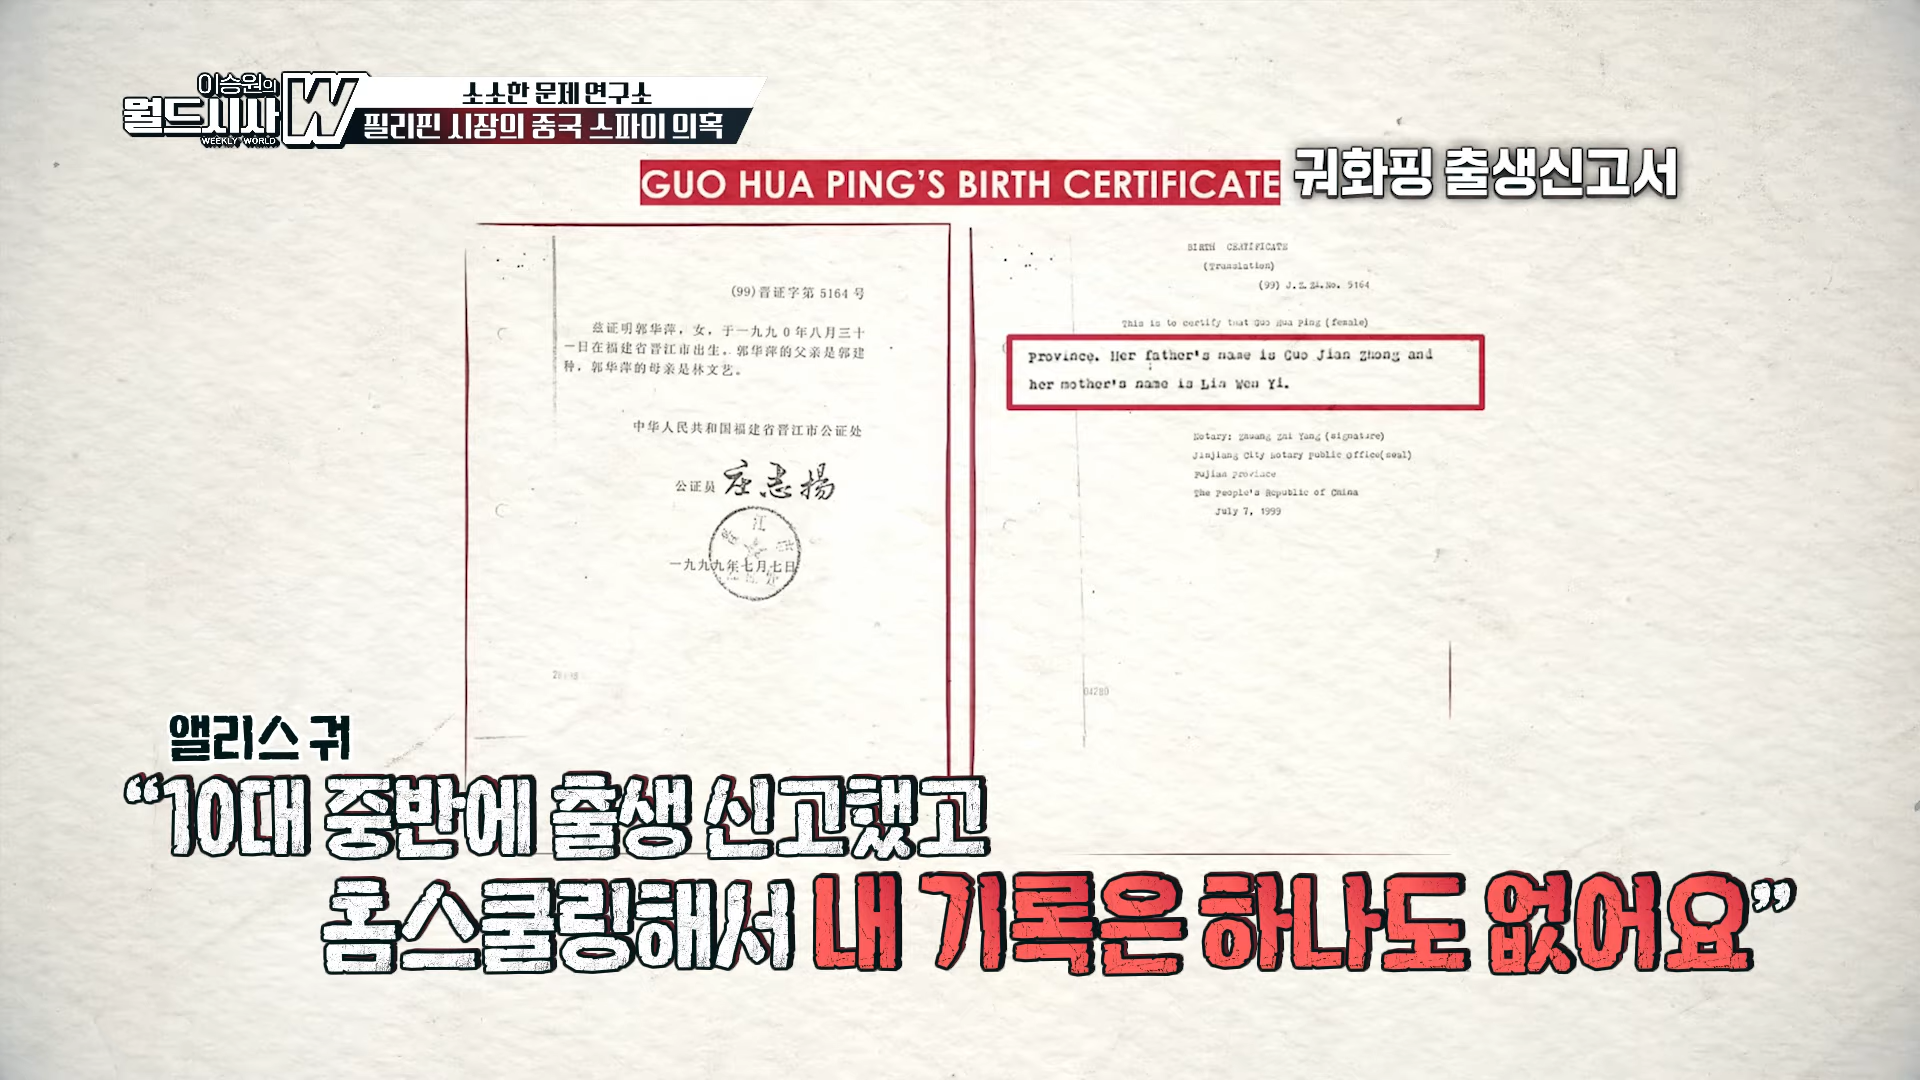 이승원의
월드시사 W
WEEKLY WORLD
소소한 문제 연구소
필리핀 시장의 중국 스파이 의혹
GUO HUA PING'S BIRTH CERTIFICATE
궈화핑 출생신고서
(99)晋证字第 5164 号
兹证明郭华萍，女，于一九九0年八月三十
一日在福建省晋江市出生。郭华萍的父亲是郭建
种，郭华萍的母亲是林文艺。
中华人民共和国福建省晋江市公证处
公证员 庄志揚
一九九九年七月七日
BIRTH CERTIFICATE
(Translation)
(99) J.Z.Zi.No. 5164
This is to certify that Guo Hua Ping (female)
Province. Her father's name is Guo Jian Zhong and
her mother's name is Lin Wen Yi.
Notary: Zhuang Zhi Yang (signature)
Jinjiang City Notary Public Office(seal)
Fujian Province
The People's Republic of China
July 7, 1999
04280
앨리스 궈
“10대 중반에 출생 신고했고
홈스쿨링해서 내 기록은 하나도 없어요”